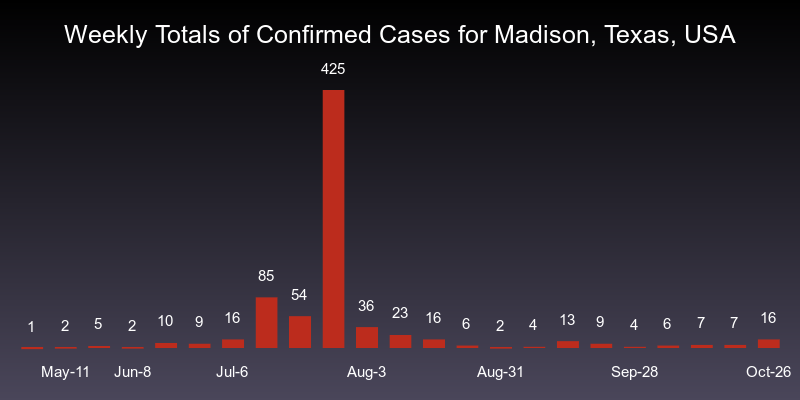 Weekly Totals of Confirmed Cases for Madison, Texas, USA
425
85
54
36
23
16
1 2 5 2 10 9 16 6 2 4 13 9 4 6 7 7 16
May-11 Jun-8 Jul-6 Aug-3 Aug-31 Sep-28 Oct-26